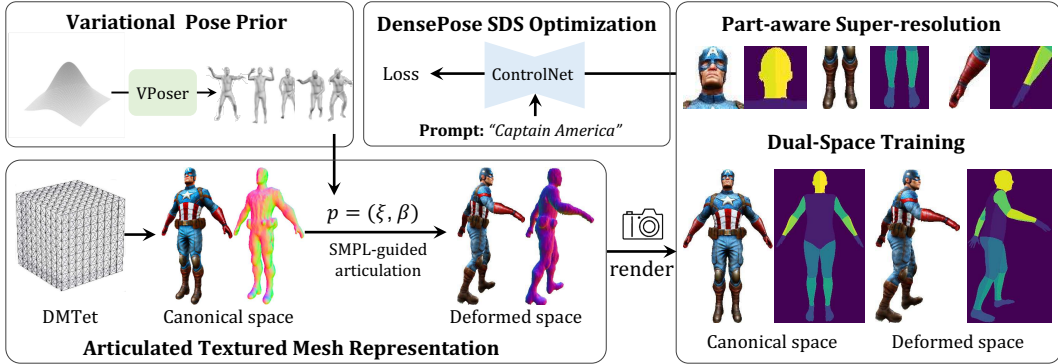 Variational Pose Prior
VPoser
DensePose SDS Optimization
Loss
ControlNet
Prompt: "Captain America"
Part-aware Super-resolution
A
Dual-Space Training
Canonical space
Deformed space
p = (ξ, β)
SMPL-guided
articulation
render
DMTet
Canonical space
Deformed space
Articulated Textured Mesh Representation